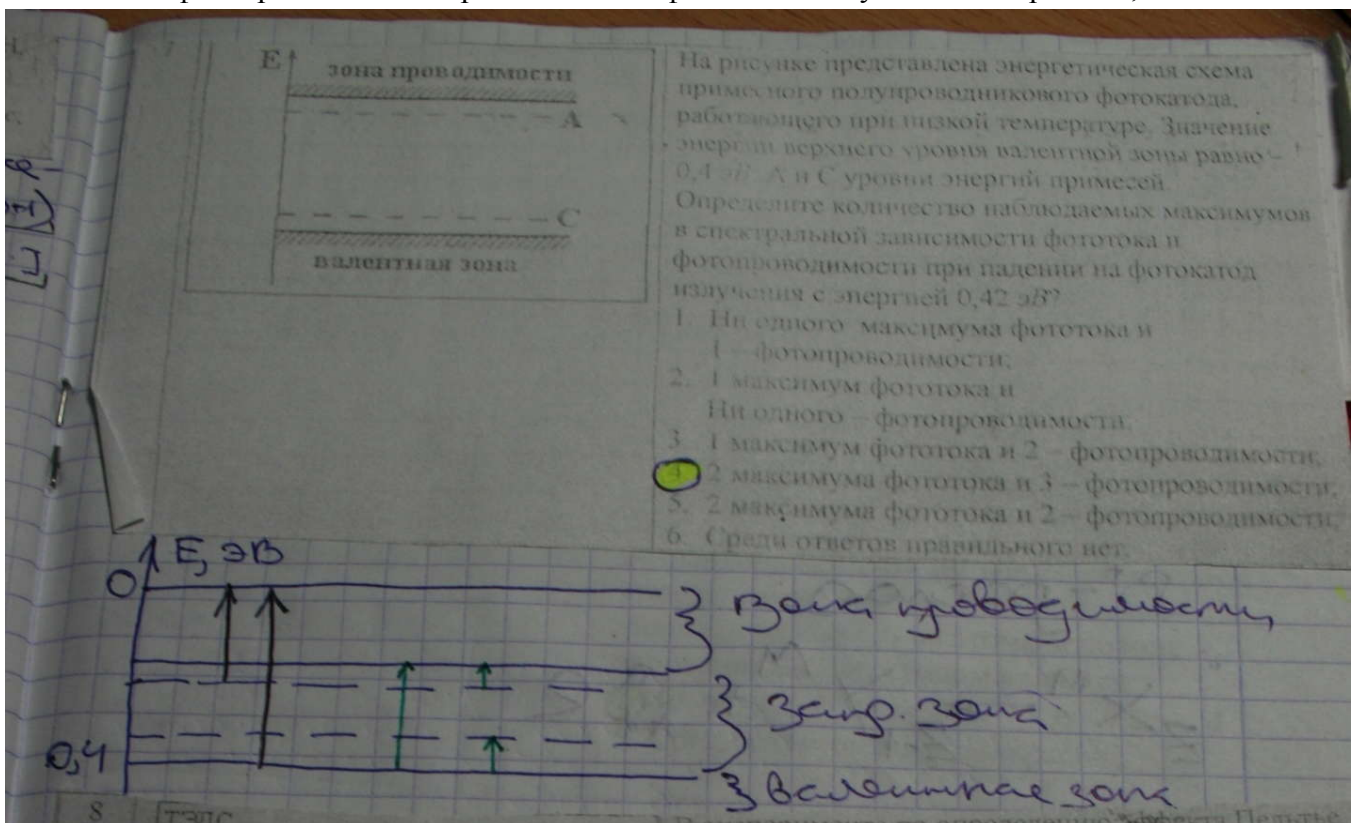 E
зона проводимости
A
C
валентная зона
На рисунке представлена энергетическая схема
примесного полупроводникового фотокатода,
работающего при низкой температуре. Значение
энергии верхнего уровня валентной зоны равно –
0,4 эВ. A и C уровни энергий примесей.
Определите количество наблюдаемых максимумов
в спектральной зависимости фототока и
фотопроводимости при падении на фотокатод
излучения с энергией 0,42 эВ?
1. Ни одного максимума фототока и
1 – фотопроводимости;
2. 1 максимум фототока и
Ни одного – фотопроводимости;
3. 1 максимум фототока и 2 – фотопроводимости;
4. 2 максимума фототока и 3 – фотопроводимости;
5. 2 максимума фототока и 2 – фотопроводимости;
6. Среди ответов правильного нет.
E, эВ
0
Зона проводимости
Запр. зона
0,4
Валентная зона
8